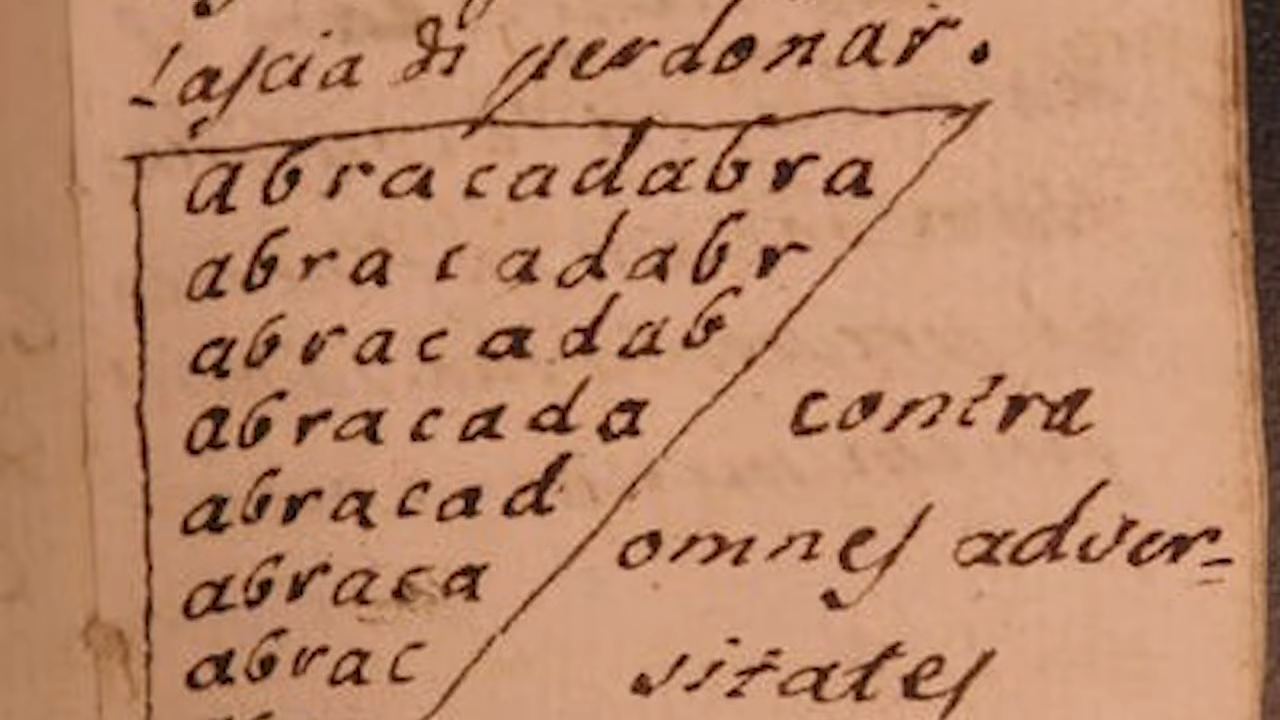 Lascia di perdonar.
abracadabra
abracadabr
abracadab
abracada
contra
abracad
omnes adver-
abraca
abrac
sitates